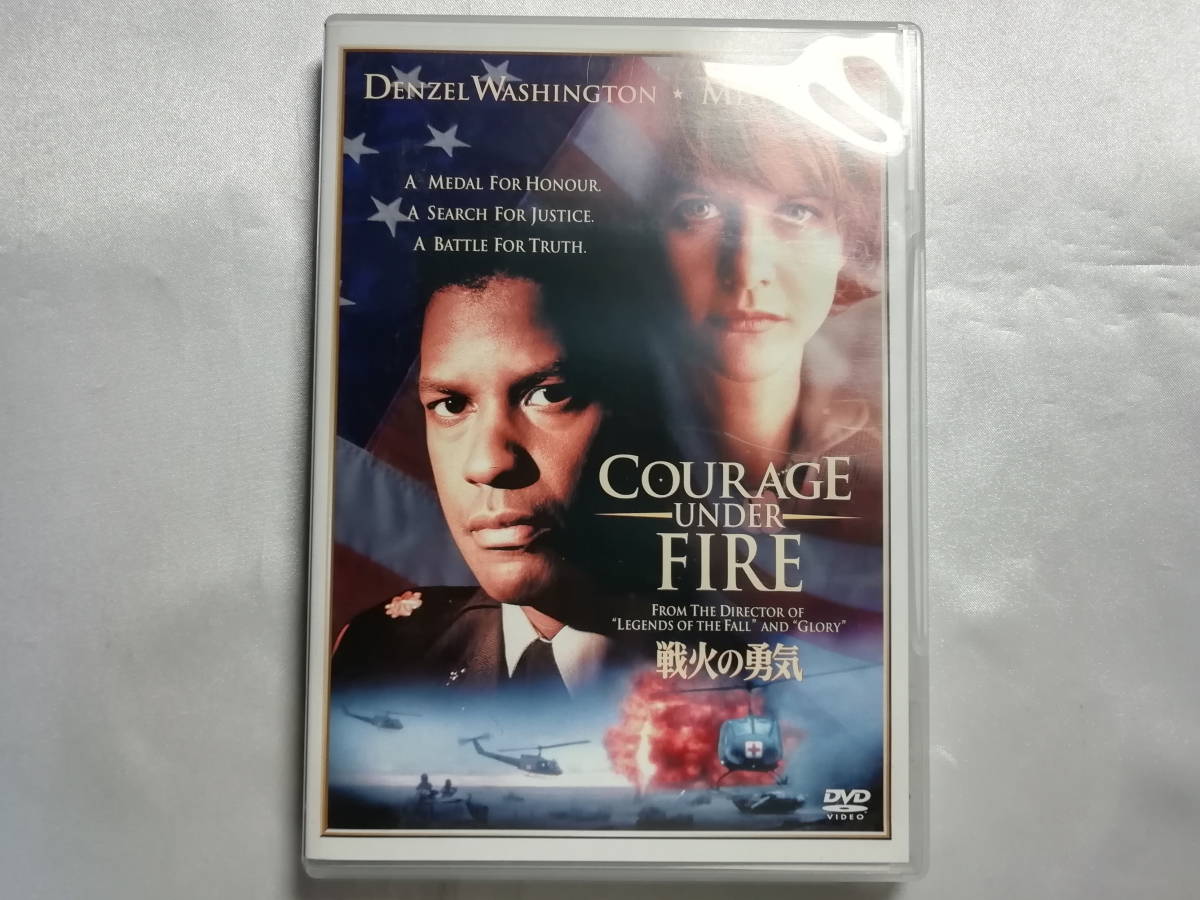 DENZEL WASHINGTON ★
A MEDAL FOR HONOUR.
A SEARCH FOR JUSTICE.
A BATTLE FOR TRUTH.
COURAGE
UNDER
FIRE
FROM THE DIRECTOR OF
"LEGENDS OF THE FALL" AND "GLORY"
戦火の勇気
DVD
VIDEO